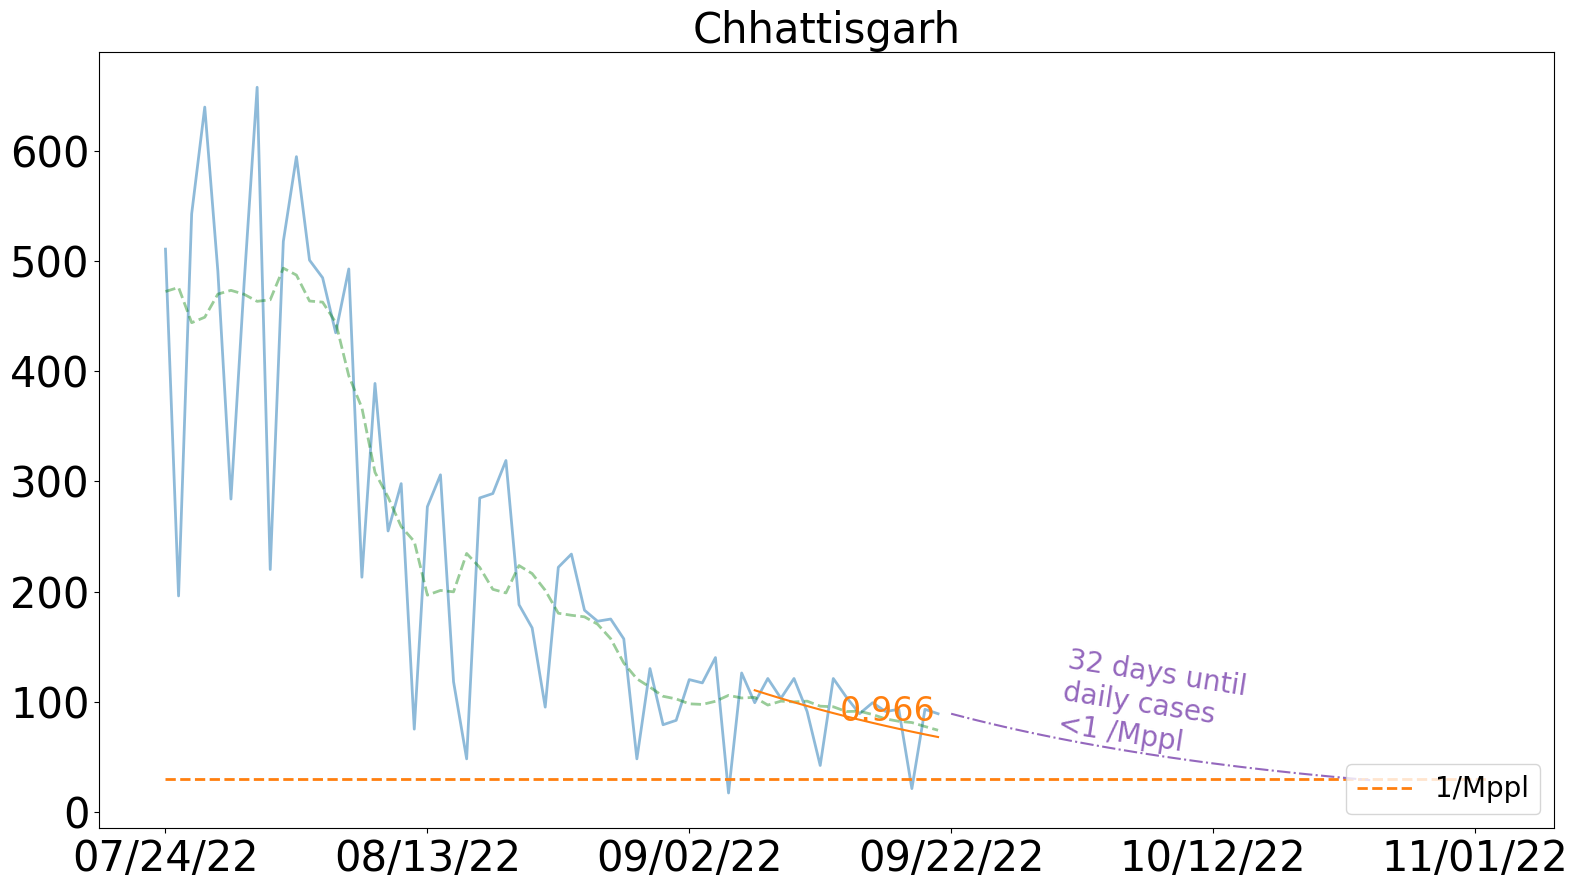 Chhattisgarh
600
500
400
300
200
100
0
0.966
32 days until
daily cases
<1 /Mppl
1/Mppl
07/24/22
08/13/22
09/02/22
09/22/22
10/12/22
11/01/22